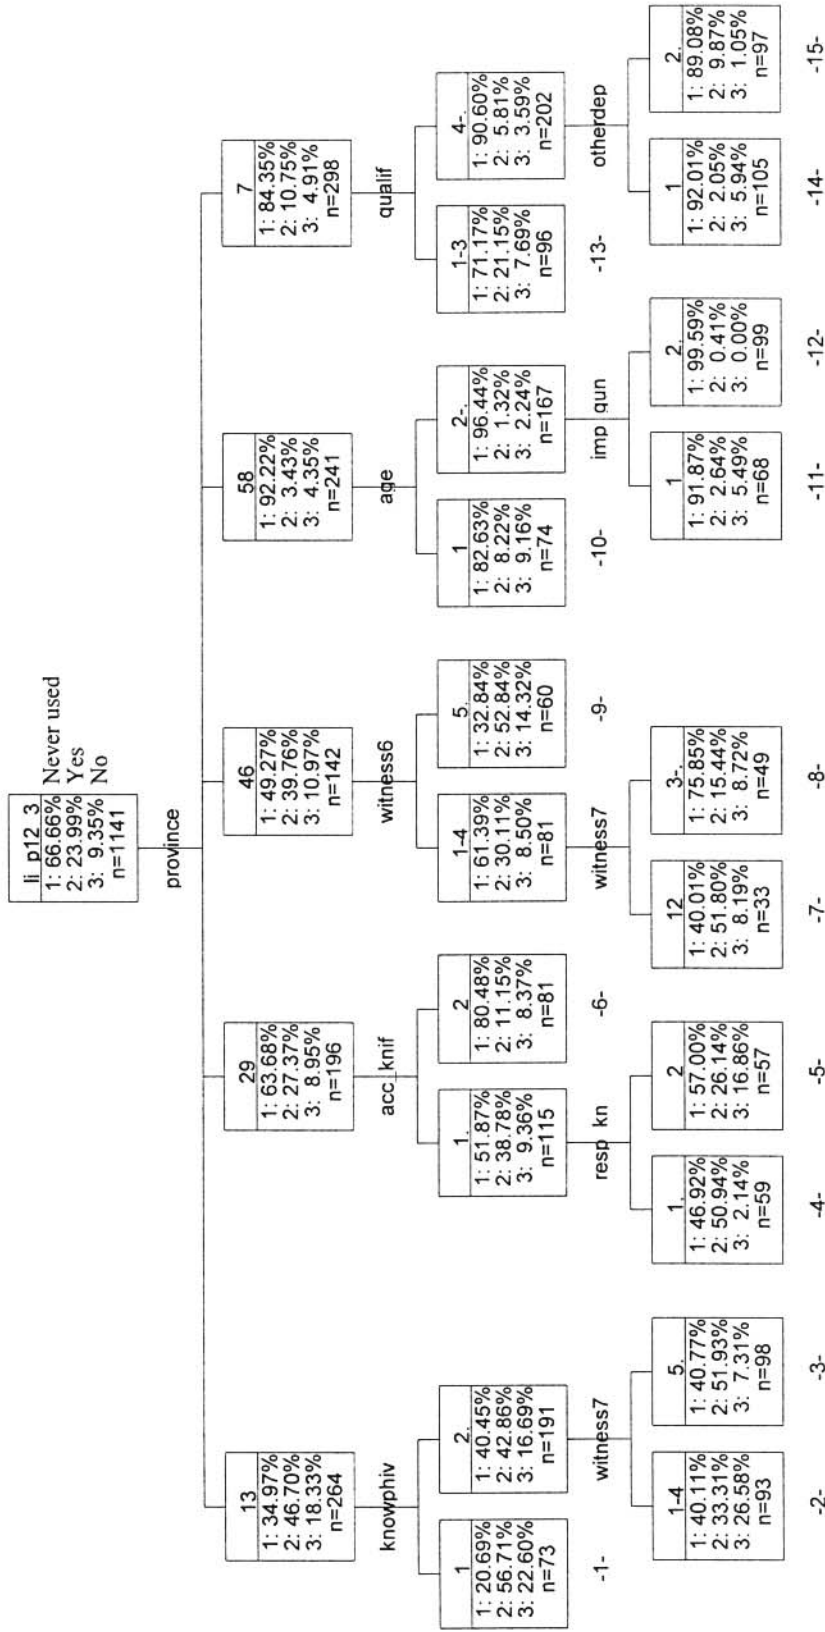 li_p12_3
1: 66.66% Never used
2: 23.99% Yes
3: 9.35% No
n=1141
province
13
1: 34.97%
2: 46.70%
3: 18.33%
n=264
29
1: 63.68%
2: 27.37%
3: 8.95%
n=196
46
1: 49.27%
2: 39.76%
3: 10.97%
n=142
58
1: 92.22%
2: 3.43%
3: 4.35%
n=241
7
1: 84.35%
2: 10.75%
3: 4.91%
n=298
knowphiv
acc_knif
witness6
age
qualif
1
1: 20.69%
2: 56.71%
3: 22.60%
n=73
2.
1: 40.45%
2: 42.86%
3: 16.69%
n=191
1.
1: 51.87%
2: 38.78%
3: 9.36%
n=115
2
1: 80.48%
2: 11.15%
3: 8.37%
n=81
1-4
1: 61.39%
2: 30.11%
3: 8.50%
n=81
5.
1: 32.84%
2: 52.84%
3: 14.32%
n=60
1
1: 82.63%
2: 8.22%
3: 9.16%
n=74
2-.
1: 96.44%
2: 1.32%
3: 2.24%
n=167
1-3
1: 71.17%
2: 21.15%
3: 7.69%
n=96
4-.
1: 90.60%
2: 5.81%
3: 3.59%
n=202
-1-
witness7
resp_kn
-6-
witness7
-9-
-10-
imp_gun
-13-
otherdep
1-4
1: 40.11%
2: 33.31%
3: 26.58%
n=93
5.
1: 40.77%
2: 51.93%
3: 7.31%
n=98
1.
1: 46.92%
2: 50.94%
3: 2.14%
n=59
2
1: 57.00%
2: 26.14%
3: 16.86%
n=57
12
1: 40.01%
2: 51.80%
3: 8.19%
n=33
3-.
1: 75.85%
2: 15.44%
3: 8.72%
n=49
1
1: 91.87%
2: 2.64%
3: 5.49%
n=68
2.
1: 99.59%
2: 0.41%
3: 0.00%
n=99
1
1: 92.01%
2: 2.05%
3: 5.94%
n=105
2.
1: 89.08%
2: 9.87%
3: 1.05%
n=97
-2-
-3-
-4-
-5-
-7-
-8-
-11-
-12-
-14-
-15-